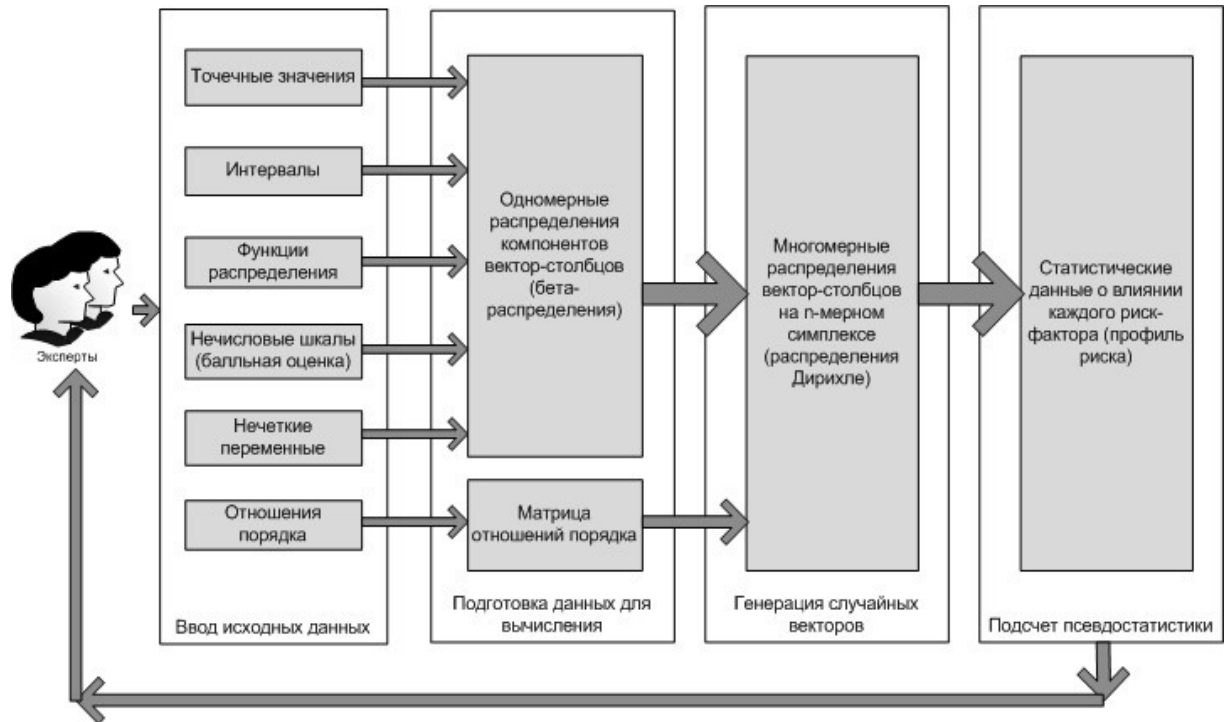 Эксперты
Точечные значения
Интервалы
Функции
распределения
Нечисловые шкалы
(балльная оценка)
Нечеткие
переменные
Отношения
порядка
Ввод исходных данных
Одномерные
распределения
компонентов
вектор-столбцов
(бета-
распределения)
Матрица
отношений порядка
Подготовка данных для
вычисления
Многомерные
распределения
вектор-столбцов
на n-мерном
симплексе
(распределения
Дирихле)
Генерация случайных
векторов
Статистические
данные о влиянии
каждого риск-
фактора (профиль
риска)
Подсчет псевдостатистики